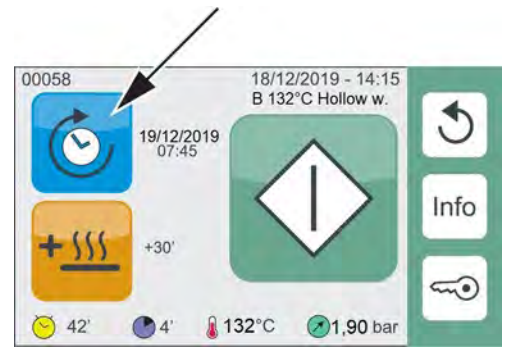 00058
18/12/2019 - 14:15
B 132°C Hollow w.
19/12/2019
07:45
Info
+30'
42'
4'
132°C
1,90 bar